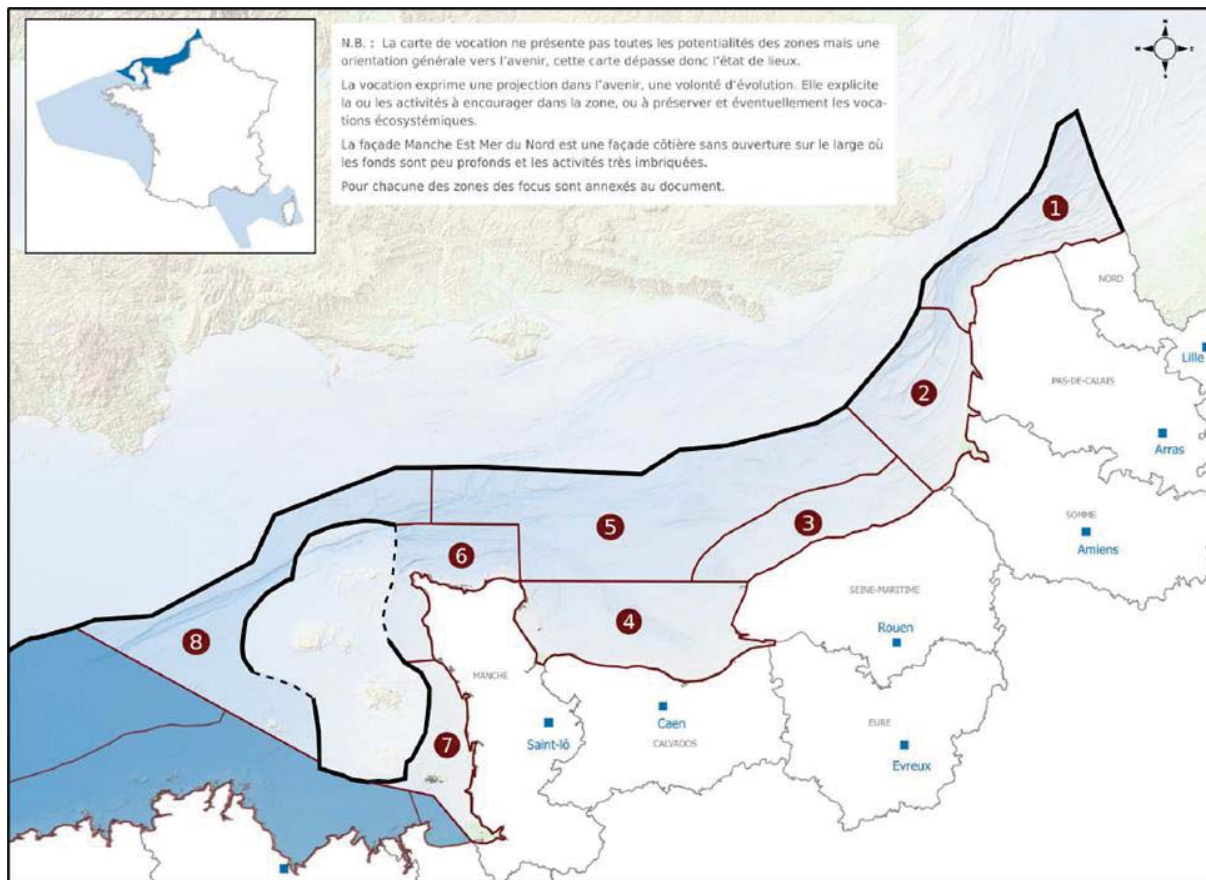 N.B. : La carte de vocation ne présente pas toutes les potentialités des zones mais une
orientation générale vers l'avenir, cette carte dépasse donc l'état de lieux.
La vocation exprime une projection dans l'avenir, une volonté d'évolution. Elle explicite
la ou les activités à encourager dans la zone, ou à préserver et éventuellement les voca-
tions écosystémiques.
La façade Manche Est Mer du Nord est une façade côtière sans ouverture sur le large où
les fonds sont peu profonds et les activités très imbriquées.
Pour chacune des zones des focus sont annexés au document.
1
NORD
Lille
2
PAS-DE-CALAIS
Arras
3
5
SOMME
Amiens
6
SEINE-MARITIME
4
Rouen
8
MANCHE
Caen
Saint-lô
CALVADOS
EURE
Evreux
7